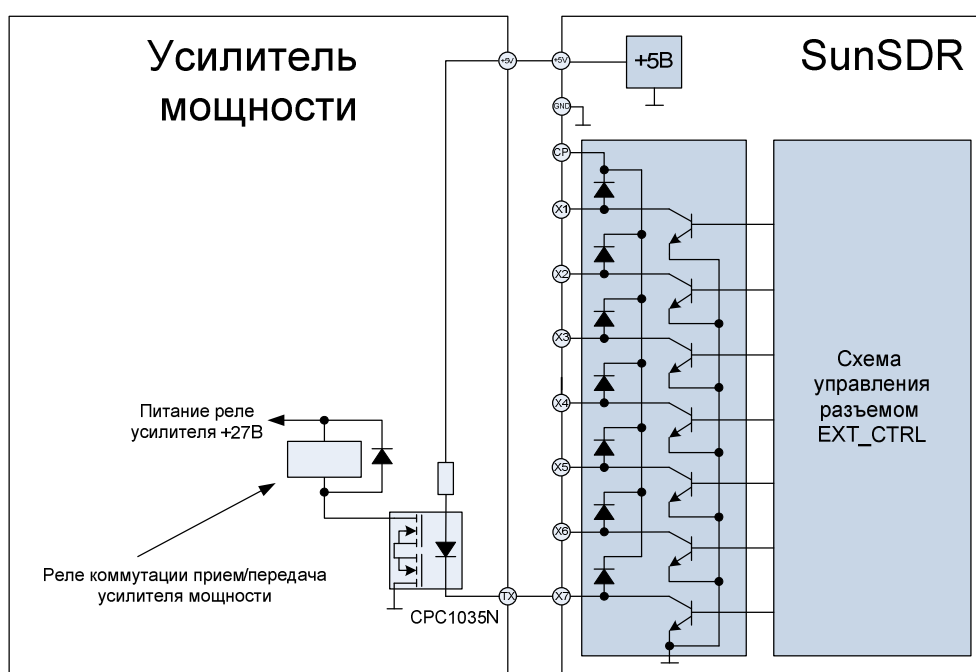 Усилитель
мощности
SunSDR
+5V
+5V
+5В
GND
CP
X1
X2
X3
X4
X5
X6
TX
X7
Схема
управления
разъемом
EXT_CTRL
Питание реле
усилителя +27В
Реле коммутации прием/передача
усилителя мощности
CPC1035N